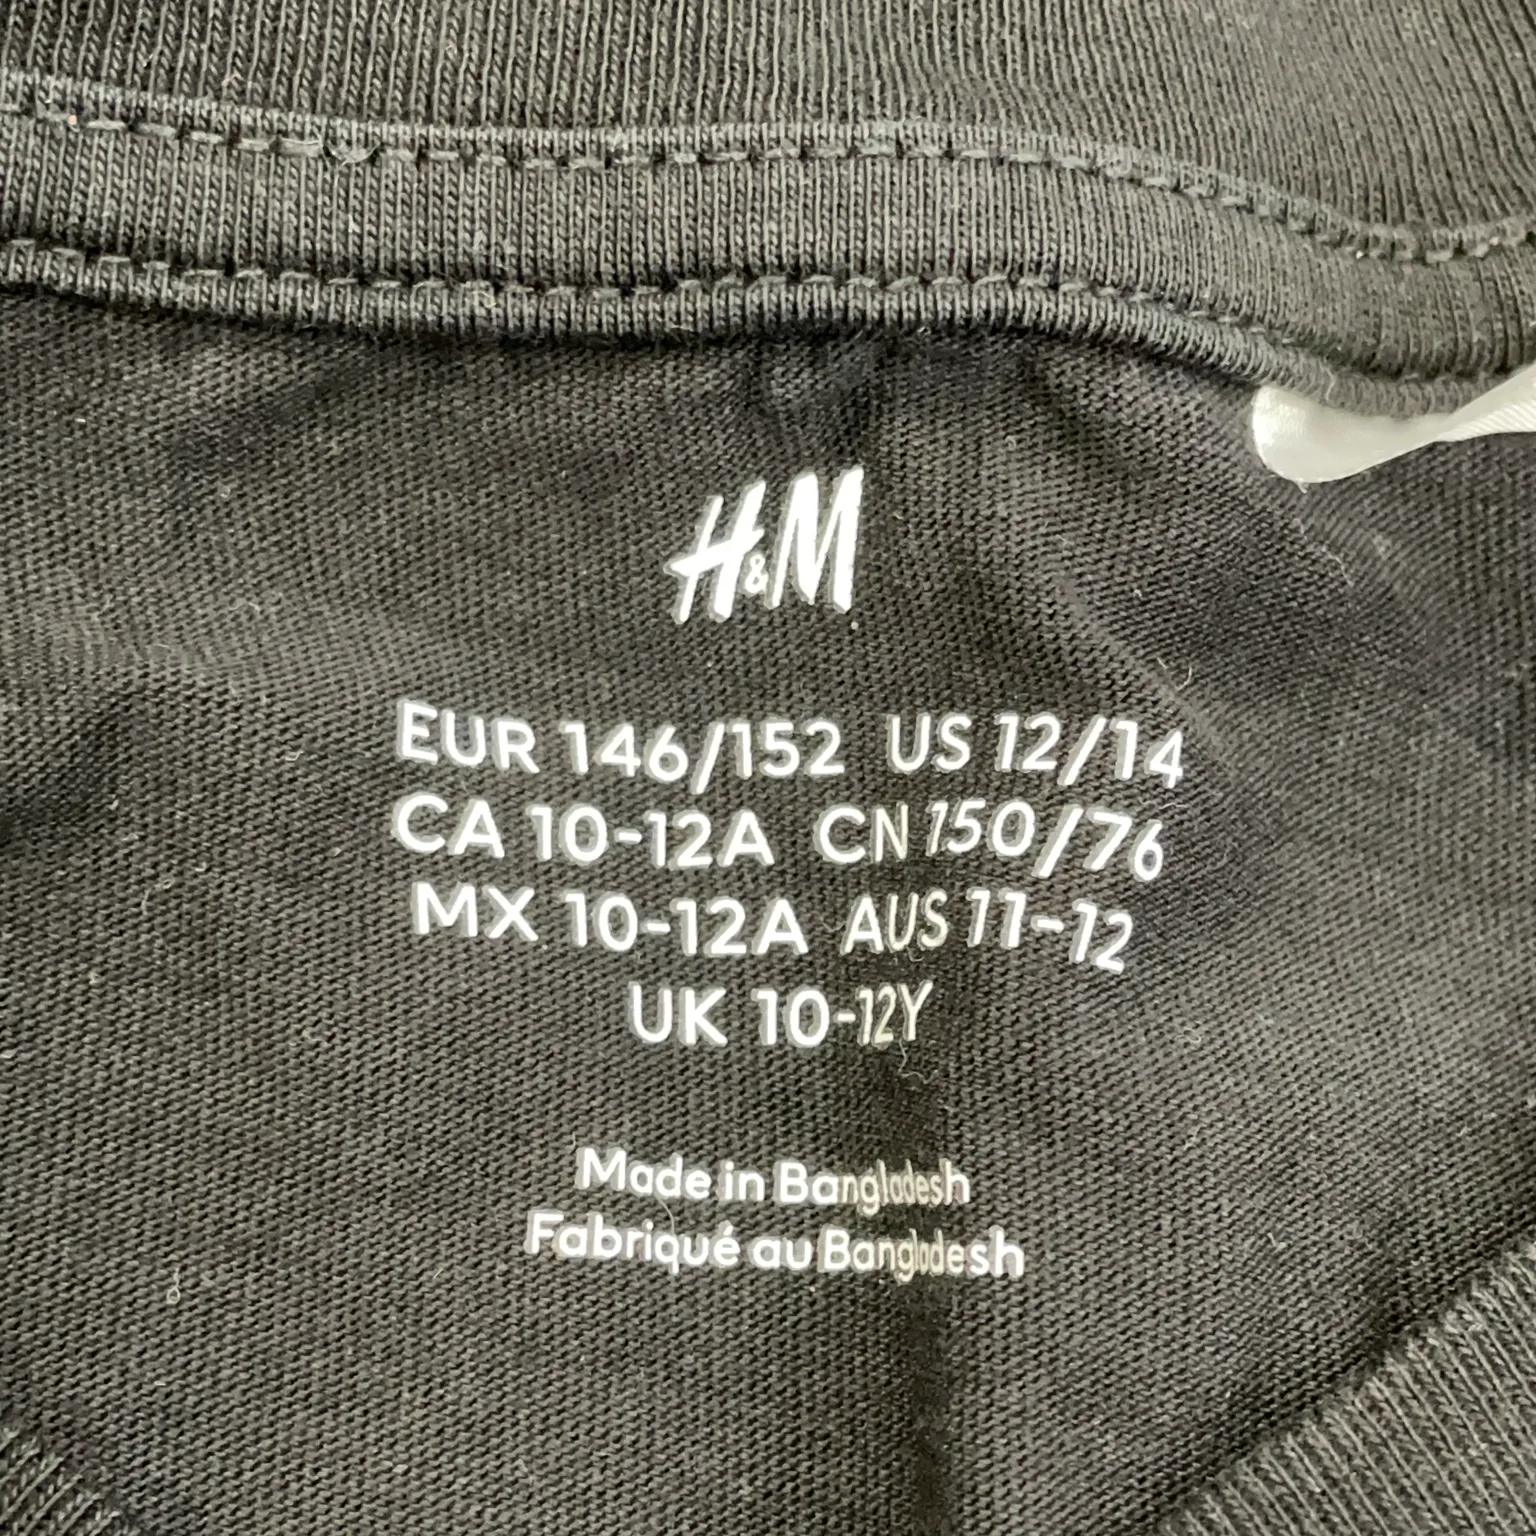 H&M
EUR 146/152 US 12/14
CA 10-12A CN 150/76
MX 10-12A AUS 11-12
UK 10-12Y
Made in Bangladesh
Fabriqué au Bangladesh